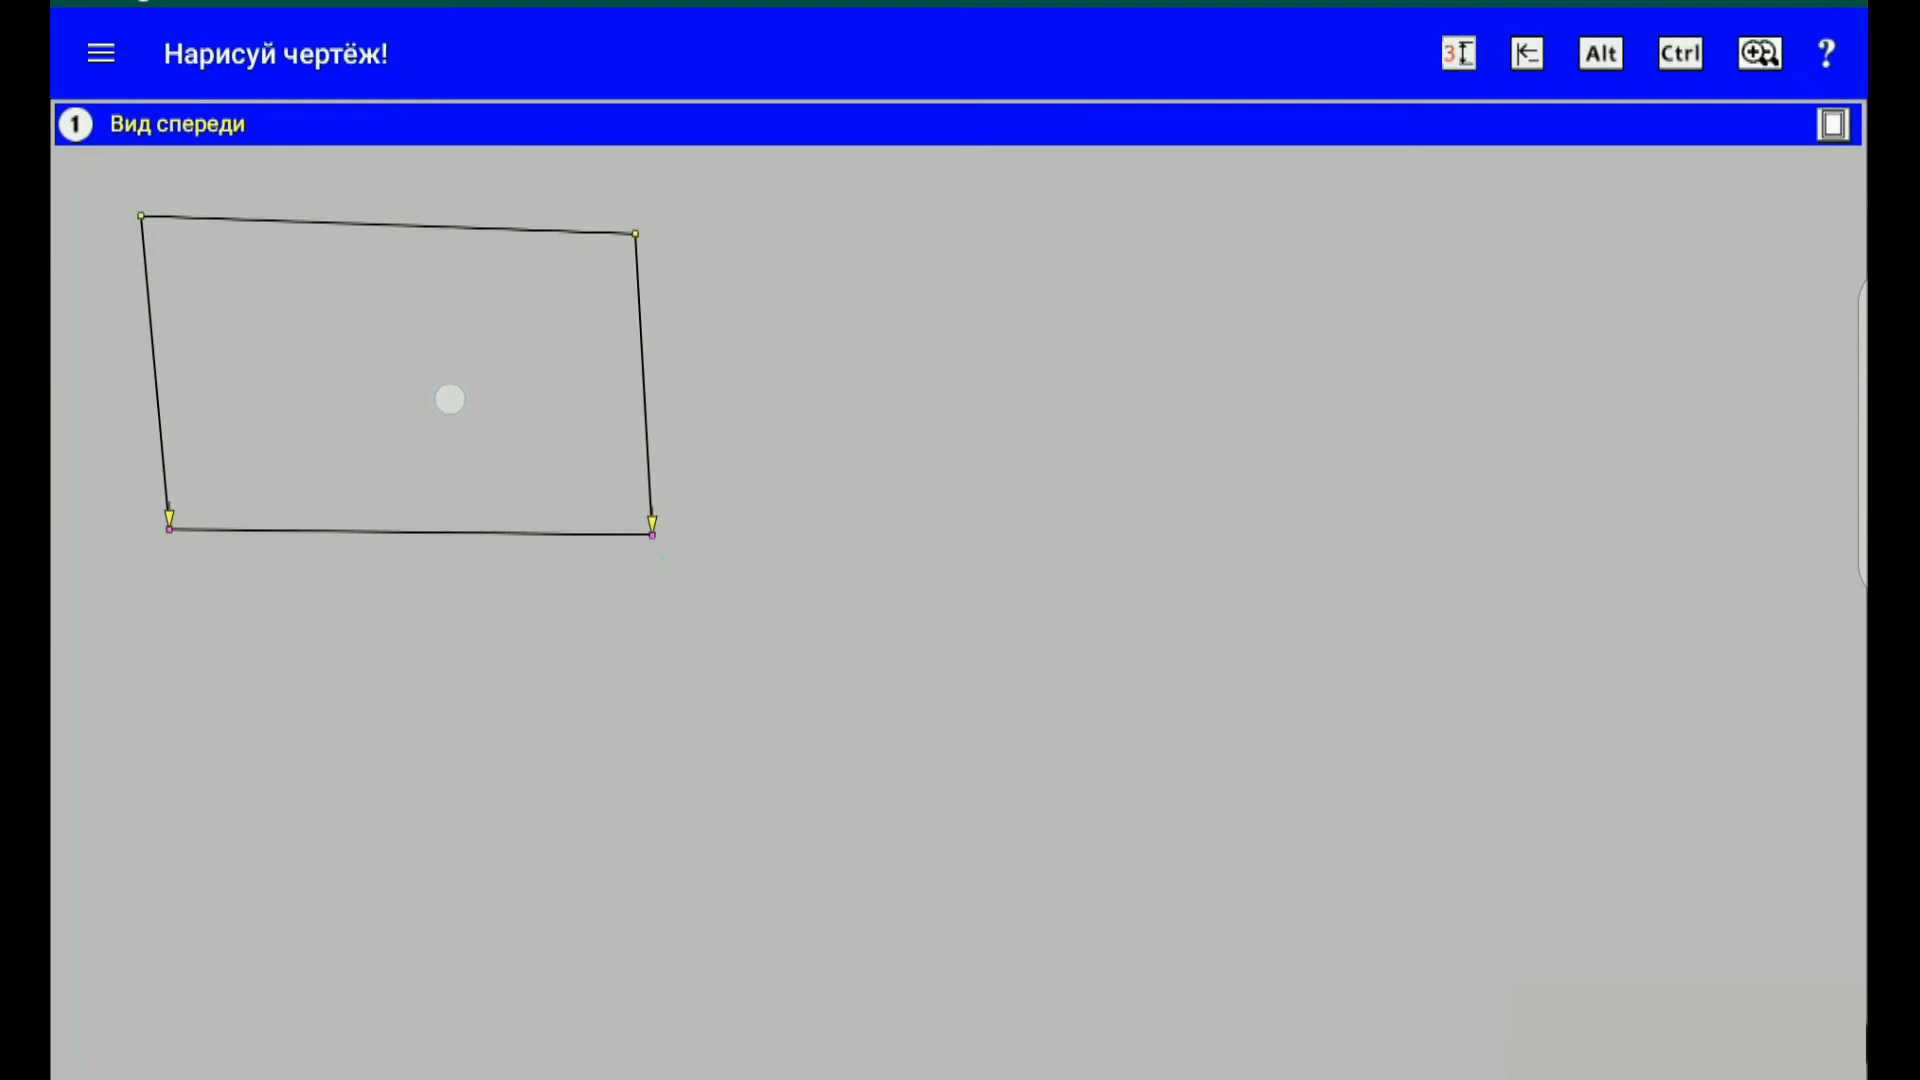 Нарисуй чертёж!
3
Alt
Ctrl
?
1 Вид спереди